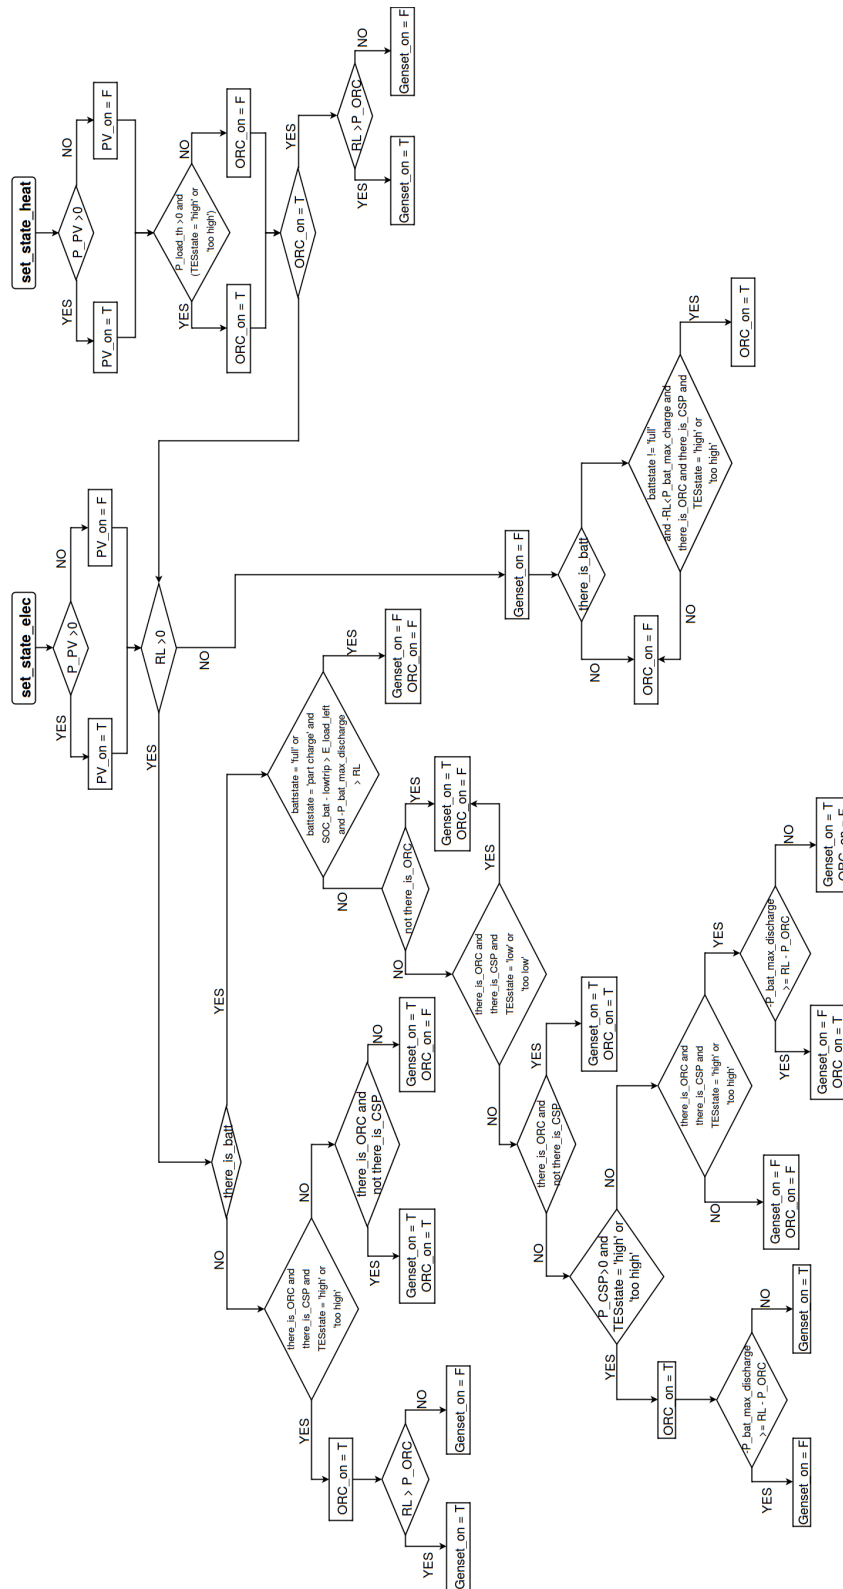 set_state_elec
P_PV >0
YES
NO
PV_on = T
PV_on = F
RL >0
YES
NO
there_is_batt
NO
YES
there_is_ORC and
there_is_CSP and
TESstate = 'high' or
'too high'
YES
NO
ORC_on = T
RL > P_ORC
YES
NO
Genset_on = T
Genset_on = F
there_is_ORC and
not there_is_CSP
YES
NO
Genset_on = T
ORC_on = T
Genset_on = T
ORC_on = F
battstate = 'full' or
battstate = 'part charge' and
SOC_bat - lowtrip > E_load_left
and -P_bat_max_discharge
> RL
NO
YES
Genset_on = F
ORC_on = F
not there_is_ORC
NO
YES
Genset_on = T
ORC_on = F
there_is_ORC and
there_is_CSP and
TESstate = 'low' or
'too low'
NO
YES
there_is_ORC and
not there_is_CSP
NO
YES
Genset_on = T
ORC_on = T
P_CSP>0 and
TESstate = 'high' or
'too high'
YES
NO
ORC_on = T
-P_bat_max_discharge
>= RL - P_ORC
YES
NO
Genset_on = F
Genset_on = T
there_is_ORC and
there_is_CSP and
TESstate = 'high' or
'too high'
NO
YES
Genset_on = F
ORC_on = F
-P_bat_max_discharge
>= RL - P_ORC
YES
NO
Genset_on = F
ORC_on = T
Genset_on = T
ORC_on = F
Genset_on = F
there_is_batt
NO
ORC_on = F
battstate != 'full'
and -RL<P_bat_max_charge and
there_is_ORC and there_is_CSP and
TESstate = 'high' or
'too high'
NO
YES
ORC_on = T
set_state_heat
P_PV >0
YES
NO
PV_on = T
PV_on = F
P_load_th >0 and
(TESstate = 'high' or
'too high')
YES
NO
ORC_on = T
ORC_on = F
ORC_on = T
YES
RL >P_ORC
YES
NO
Genset_on = T
Genset_on = F